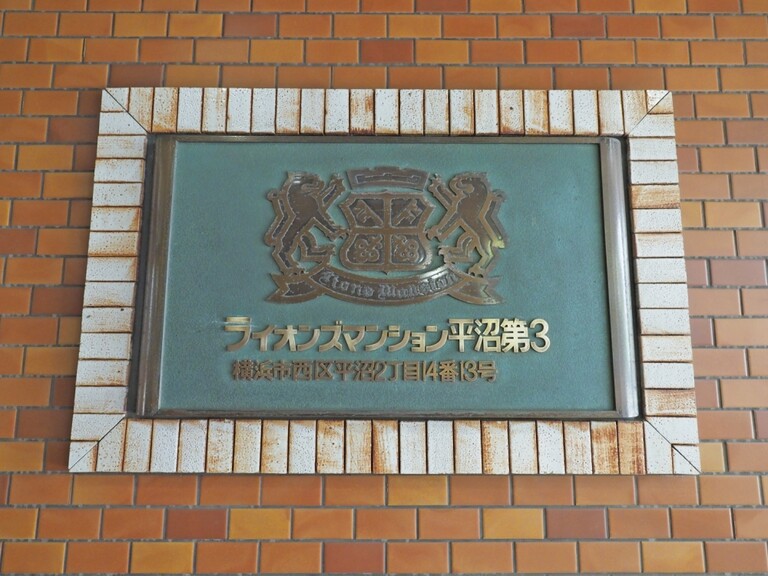 Lions Mansion
ライオンズマンション平沼第3
横浜市西区平沼2丁目14番13号